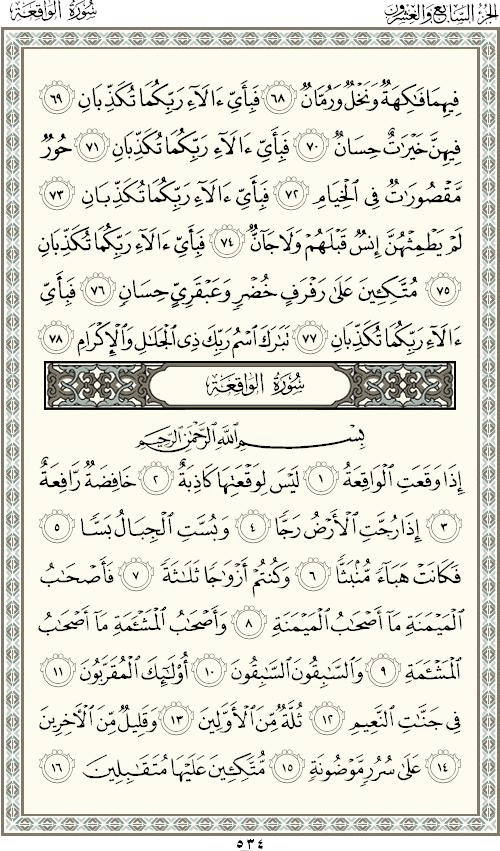 الجزء السابع والعشرون
سورة الواقعة
فِيهِمَا فَٰكِهَةٌ وَنَخْلٌ وَرُمَّانٌ ٦٨ فَبِأَيِّ ءَالَآءِ رَبِّكُمَا تُكَذِّبَانِ ٦٩
فِيهِنَّ خَيْرَٰتٌ حِسَانٌ ٧٠ فَبِأَيِّ ءَالَآءِ رَبِّكُمَا تُكَذِّبَانِ ٧١ حُورٌ
مَّقْصُورَٰتٌ فِي ٱلْخِيَامِ ٧٢ فَبِأَيِّ ءَالَآءِ رَبِّكُمَا تُكَذِّبَانِ ٧٣
لَمْ يَطْمِثْهُنَّ إِنسٌ قَبْلَهُمْ وَلَا جَآنٌّ ٧٤ فَبِأَيِّ ءَالَآءِ رَبِّكُمَا تُكَذِّبَانِ
٧٥ مُتَّكِـِٔينَ عَلَىٰ رَفْرَفٍ خُضْرٍ وَعَبْقَرِيٍّ حِسَانٍ ٧٦ فَبِأَيِّ
ءَالَآءِ رَبِّكُمَا تُكَذِّبَانِ ٧٧ تَبَٰرَكَ ٱسْمُ رَبِّكَ ذِي ٱلْجَلَٰلِ وَٱلْإِكْرَامِ ٧٨
سُورَةُ الوَاقِعَة
بِسْمِ ٱللَّهِ ٱلرَّحْمَٰنِ ٱلرَّحِيمِ
إِذَا وَقَعَتِ ٱلْوَاقِعَةُ ١ لَيْسَ لِوَقْعَتِهَا كَاذِبَةٌ ٢ خَافِضَةٌ رَّافِعَةٌ
٣ إِذَا رُجَّتِ ٱلْأَرْضُ رَجًّا ٤ وَبُسَّتِ ٱلْجِبَالُ بَسًّا ٥
فَكَانَتْ هَبَآءً مُّنۢبَثًّا ٦ وَكُنتُمْ أَزْوَٰجًا ثَلَٰثَةً ٧ فَأَصْحَٰبُ
ٱلْمَيْمَنَةِ مَآ أَصْحَٰبُ ٱلْمَيْمَنَةِ ٨ وَأَصْحَٰبُ ٱلْمَشْـَٔمَةِ مَآ أَصْحَٰبُ
ٱلْمَشْـَٔمَةِ ٩ وَٱلسَّٰبِقُونَ ٱلسَّٰبِقُونَ ١٠ أُو۟لَٰٓئِكَ ٱلْمُقَرَّبُونَ ١١
فِي جَنَّٰتِ ٱلنَّعِيمِ ١٢ ثُلَّةٌ مِّنَ ٱلْأَوَّلِينَ ١٣ وَقَلِيلٌ مِّنَ ٱلْءَاخِرِينَ
١٤ عَلَىٰ سُرُرٍ مَّوْضُونَةٍ ١٥ مُّتَّكِـِٔينَ عَلَيْهَا مُتَقَٰبِلِينَ ١٦
٥٣٤